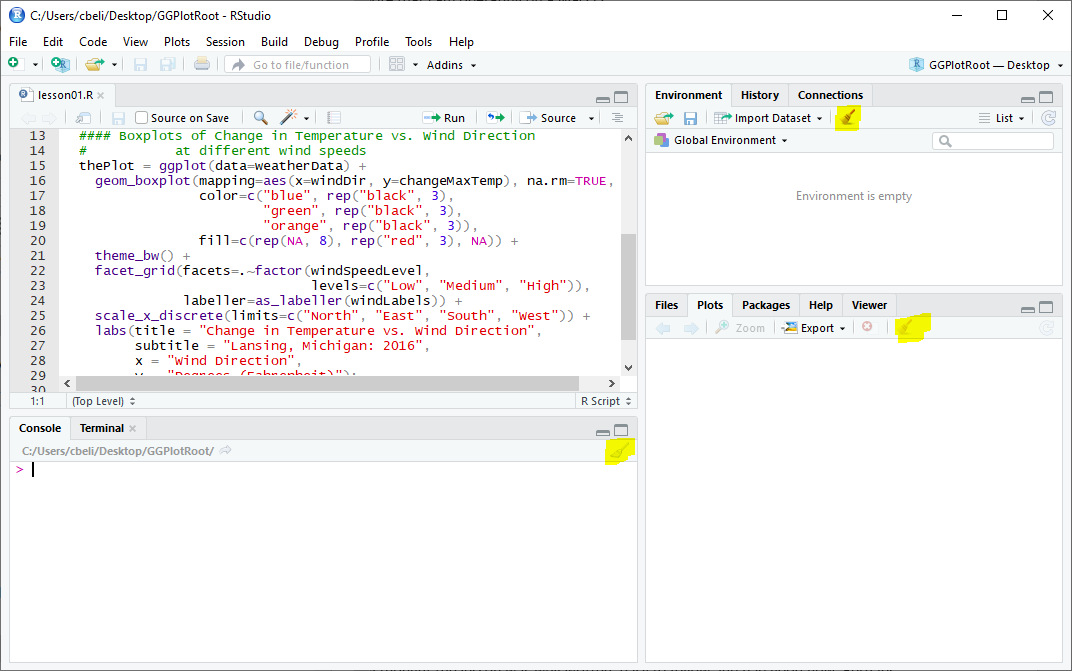 C:/Users/cbeli/Desktop/GGPlotRoot - RStudio
File Edit Code View Plots Session Build Debug Profile Tools Help
Go to file/function Addins GGPlotRoot — Desktop
lesson01.R
Source on Save Run Source
13 #### Boxplots of Change in Temperature vs. Wind Direction
14 # at different wind speeds
15 thePlot = ggplot(data=weatherData) +
16 geom_boxplot(mapping=aes(x=windDir, y=changeMaxTemp), na.rm=TRUE,
17 color=c("blue", rep("black", 3),
18 "green", rep("black", 3),
19 "orange", rep("black", 3)),
20 fill=c(rep(NA, 8), rep("red", 3), NA)) +
21 theme_bw() +
22 facet_grid(facets=.~factor(windSpeedLevel,
23 levels=c("Low", "Medium", "High")),
24 labeller=as_labeller(windLabels)) +
25 scale_x_discrete(limits=c("North", "East", "South", "West")) +
26 labs(title = "Change in Temperature vs. Wind Direction",
27 subtitle = "Lansing, Michigan: 2016",
28 x = "Wind Direction",
29 y = "Degrees (Fahrenheit)");
30
1:1 (Top Level) R Script
Console Terminal
C:/Users/cbeli/Desktop/GGPlotRoot/
>
Environment History Connections
Import Dataset List
Global Environment
Environment is empty
Files Plots Packages Help Viewer
Zoom Export